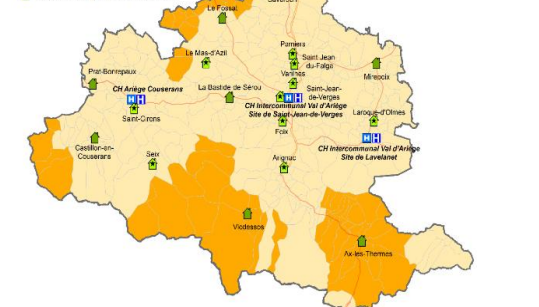 Saverdun
Le Fossat
Pamiers
Le Mas-d'Azil
Saint Jean
du-Falga
Prat-Bonrepaux
Varilhes
Mirepoix
CH Ariège Couserans
La Bastide de Sérou
Saint-Jean-
de-Verges
H H
H H
CH Intercommunal Val d'Ariège
Site de Saint-Jean-de-Verges
Laroque-d'Olmes
Saint-Girons
Foix
H H
Castillon-en-
Couserans
CH Intercommunal Val d'Ariège
Site de Lavelanet
Seix
Arignac
Vicdessos
Ax-les-Thermes